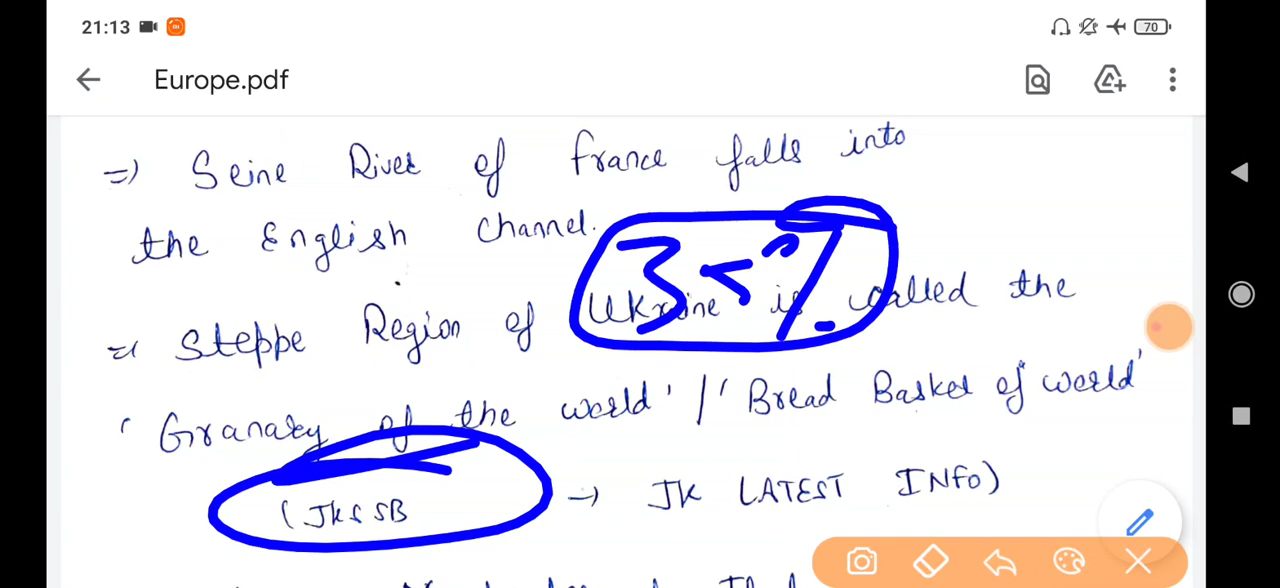 21:13
70
Europe.pdf
=) Seine River of france falls into
the English Channel.
=) Steppe Region of Ukraine is called the
'Granary of the world' / 'Bread Basket of world'
(JKSSB → JK LATEST INFO)